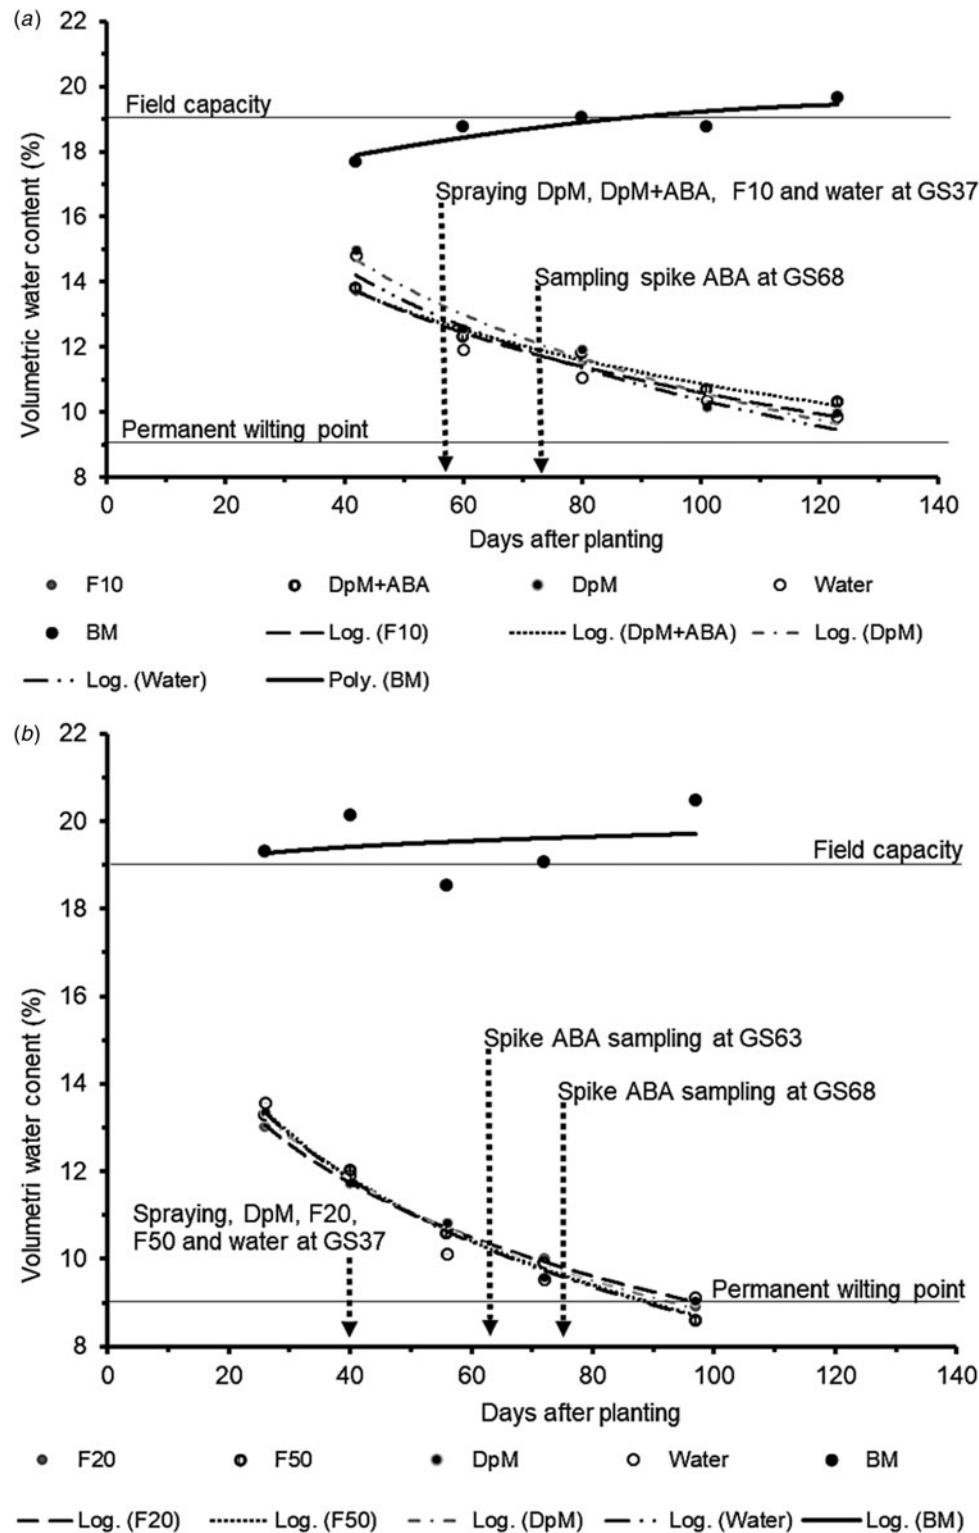 (a)
22
20
18
16
14
12
10
8
Volumetric water content (%)
Field capacity
Spraying DpM, DpM+ABA, F10 and water at GS37
Sampling spike ABA at GS68
Permanent wilting point
0 20 40 60 80 100 120 140
Days after planting
F10 DpM+ABA DpM Water
BM Log. (F10) Log. (DpM+ABA) Log. (DpM)
Log. (Water) Poly. (BM)
(b)
22
20
18
16
14
12
10
8
Volumetri water conent (%)
Field capacity
Spike ABA sampling at GS63
Spike ABA sampling at GS68
Spraying, DpM, F20,
F50 and water at GS37
Permanent wilting point
0 20 40 60 80 100 120 140
Days after planting
F20 F50 DpM Water BM
Log. (F20) Log. (F50) Log. (DpM) Log. (Water) Log. (BM)